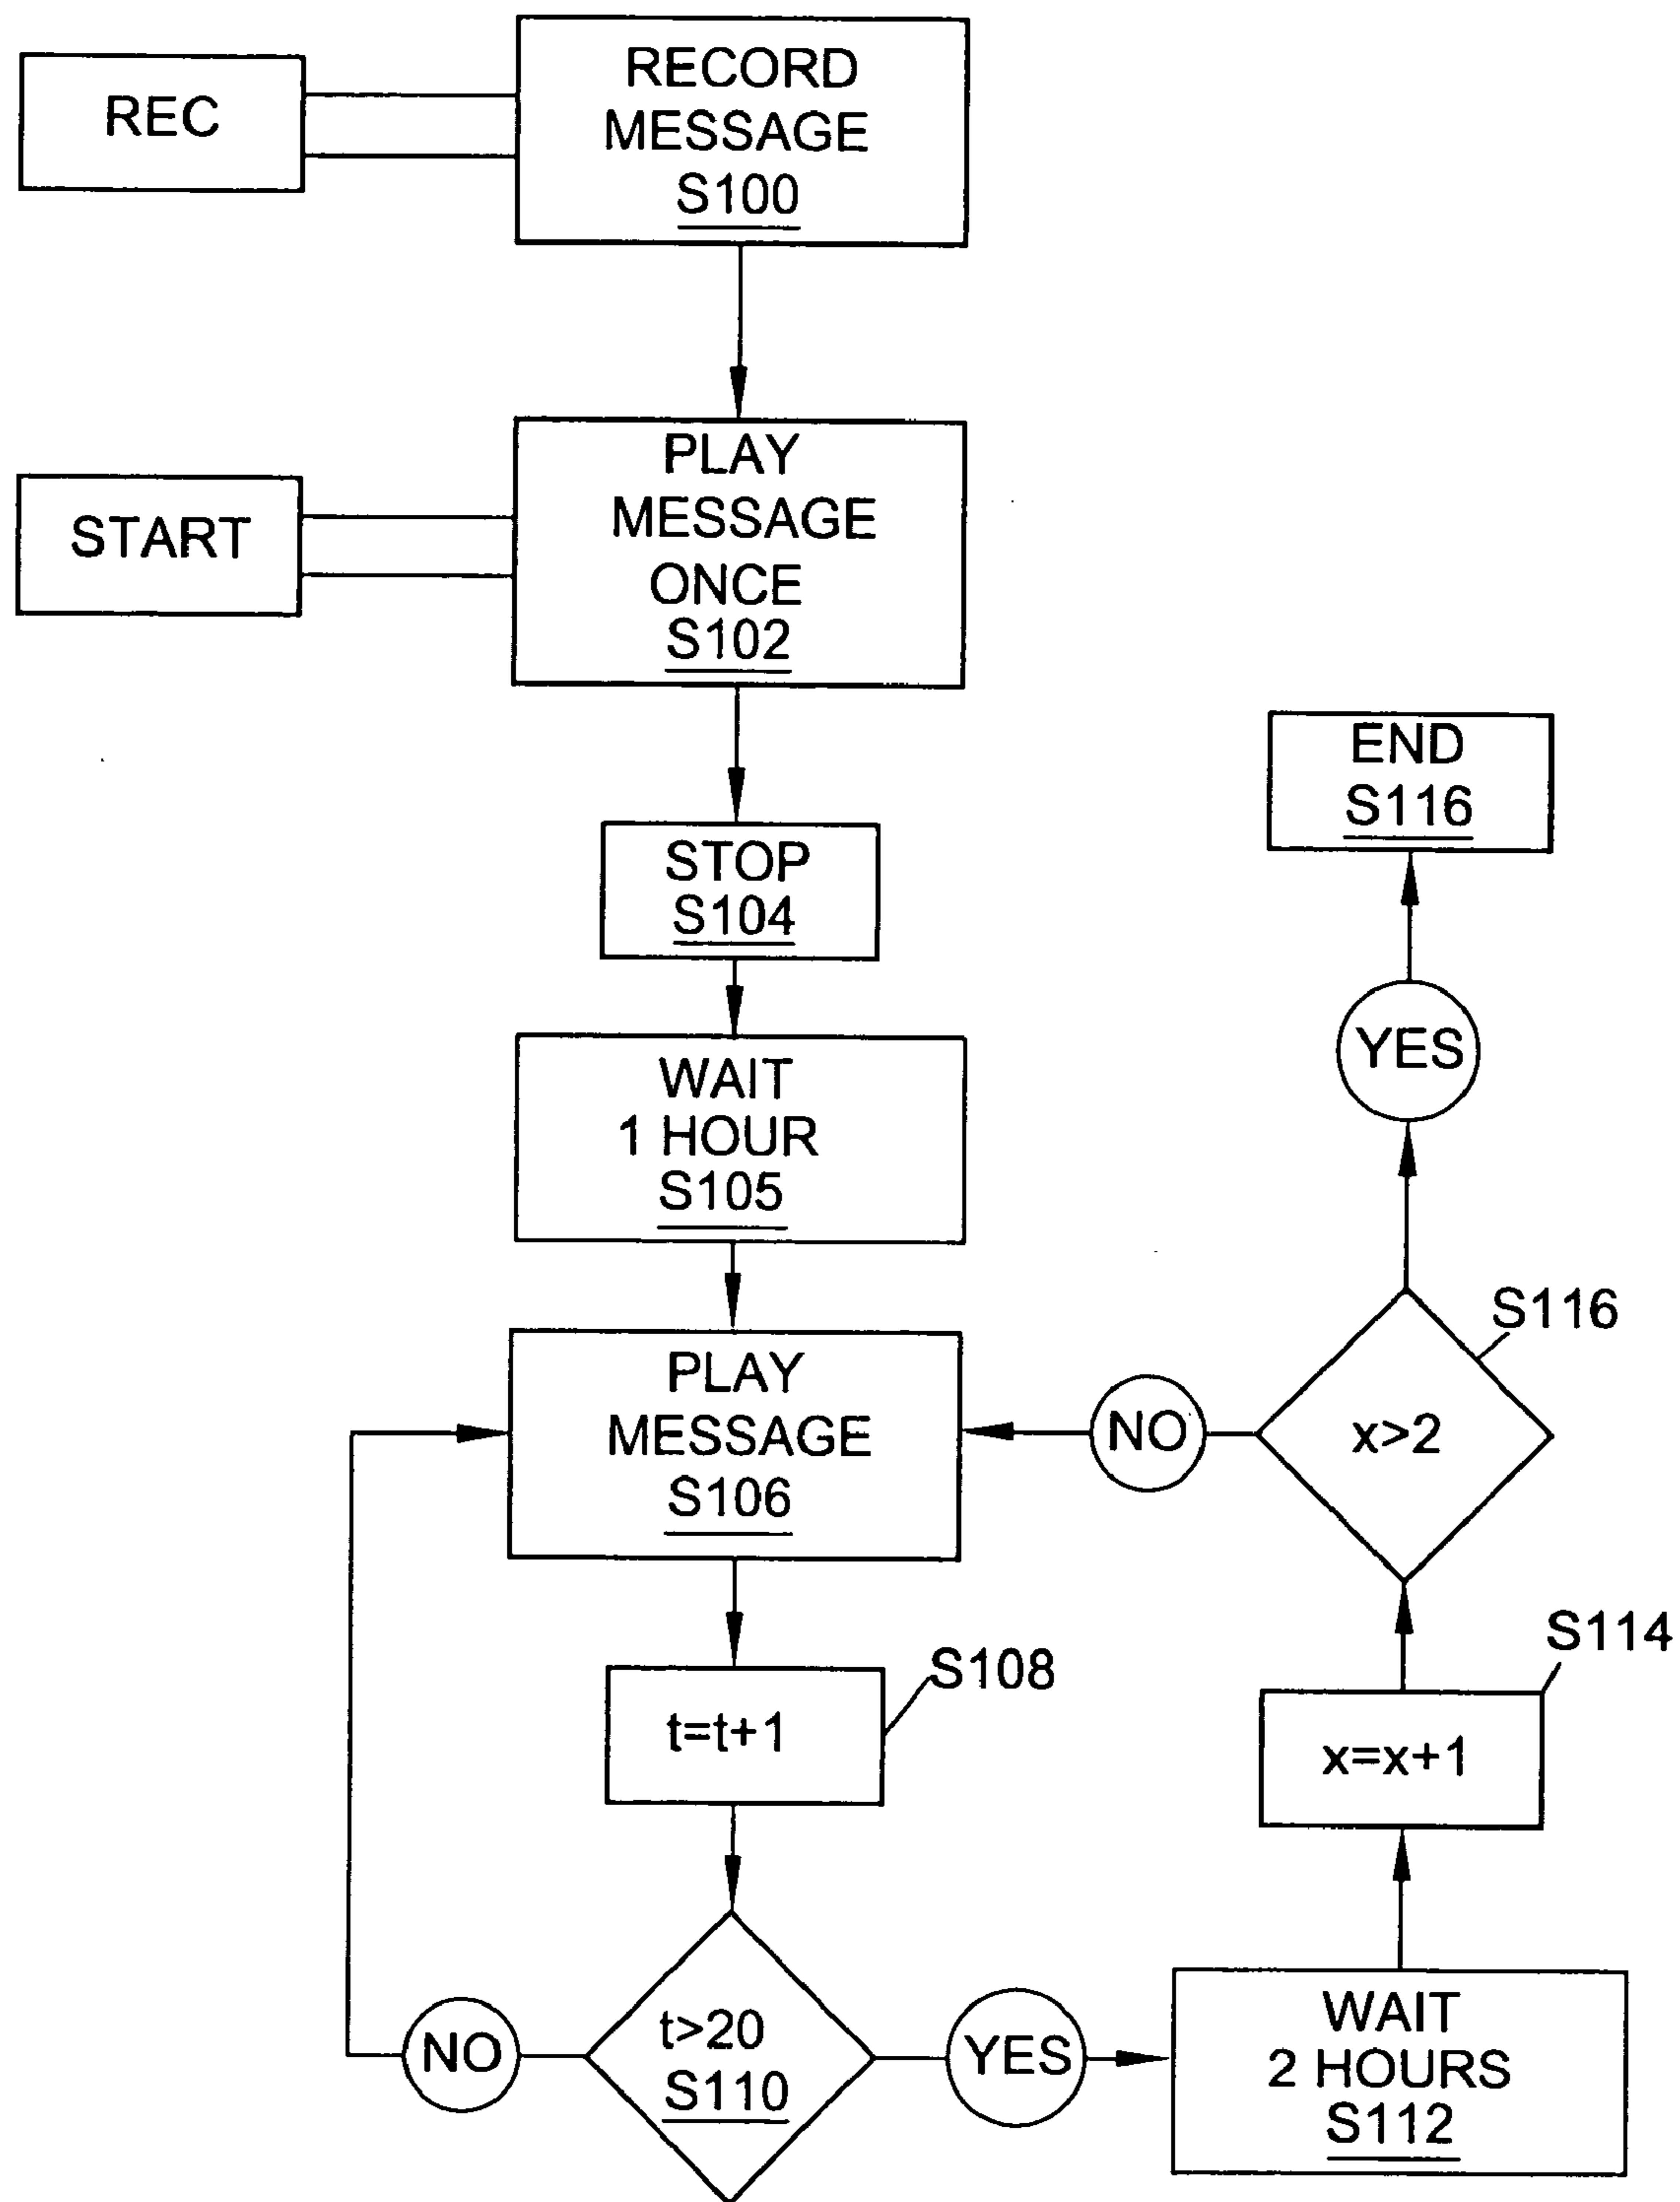 REC
RECORD
MESSAGE
S100
START
PLAY
MESSAGE
ONCE
S102
STOP
S104
WAIT
1 HOUR
S105
PLAY
MESSAGE
S106
t=t+1
S108
t>20
S110
NO
YES
WAIT
2 HOURS
S112
x=x+1
S114
x>2
S116
NO
YES
END
S116